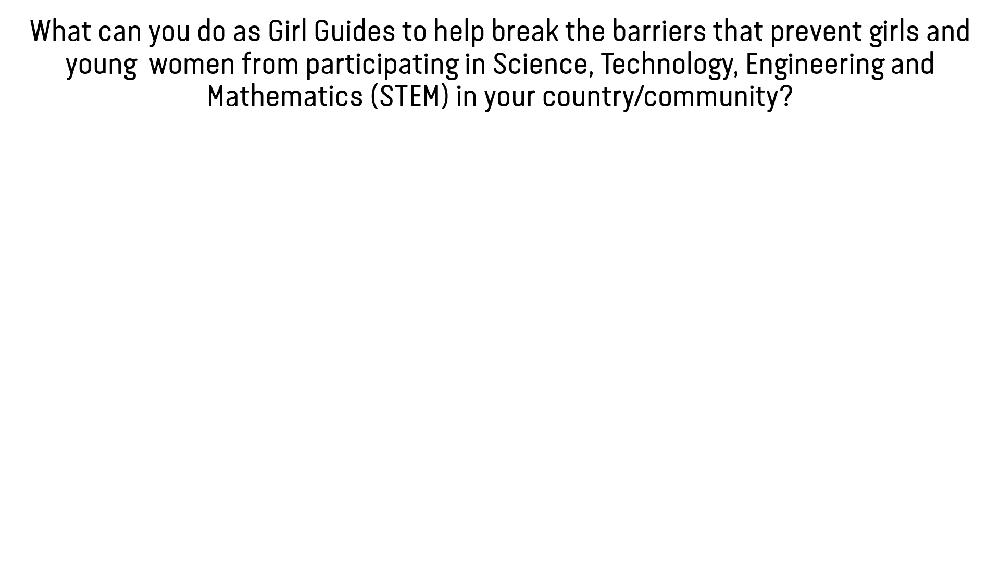 What can you do as Girl Guides to help break the barriers that prevent girls and
young  women from participating in Science, Technology, Engineering and
Mathematics (STEM) in your country/community?